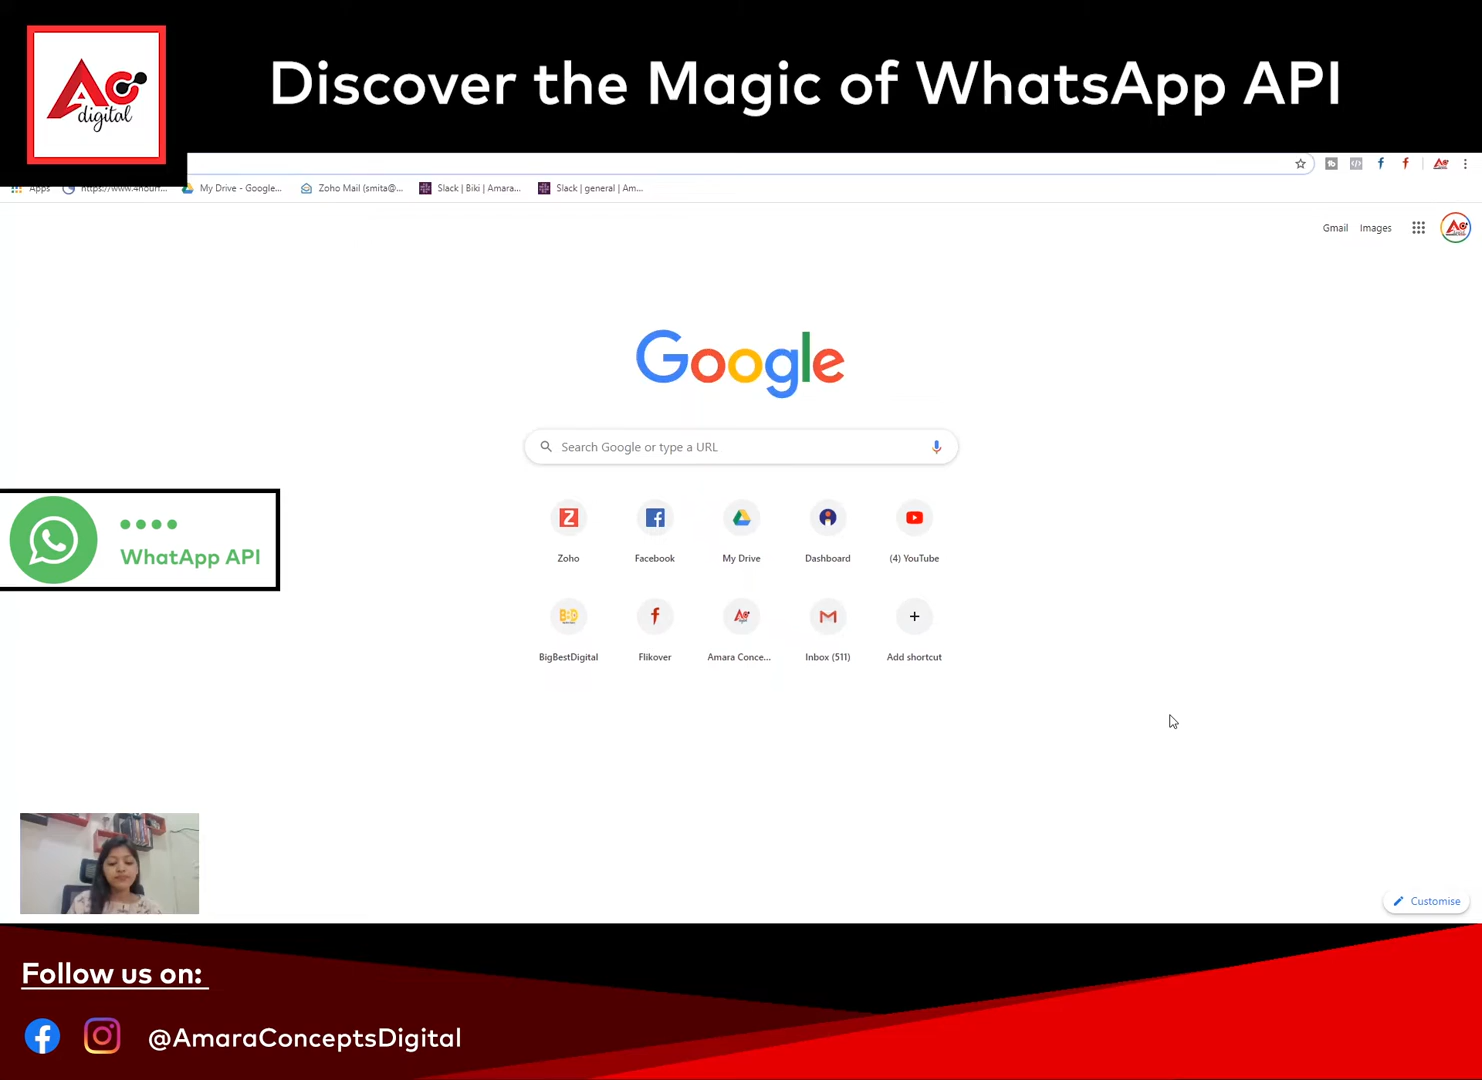 AC
digital
Discover the Magic of WhatsApp API
Apps
My Drive - Google...
Zoho Mail (smita@...
Slack | Biki | Amara...
Slack | general | Am...
Gmail
Images
Google
Search Google or type a URL
Zoho
Facebook
My Drive
Dashboard
(4) YouTube
BigBestDigital
Flikover
Amara Conce...
Inbox (511)
Add shortcut
WhatApp API
Customise
Follow us on:
@AmaraConceptsDigital